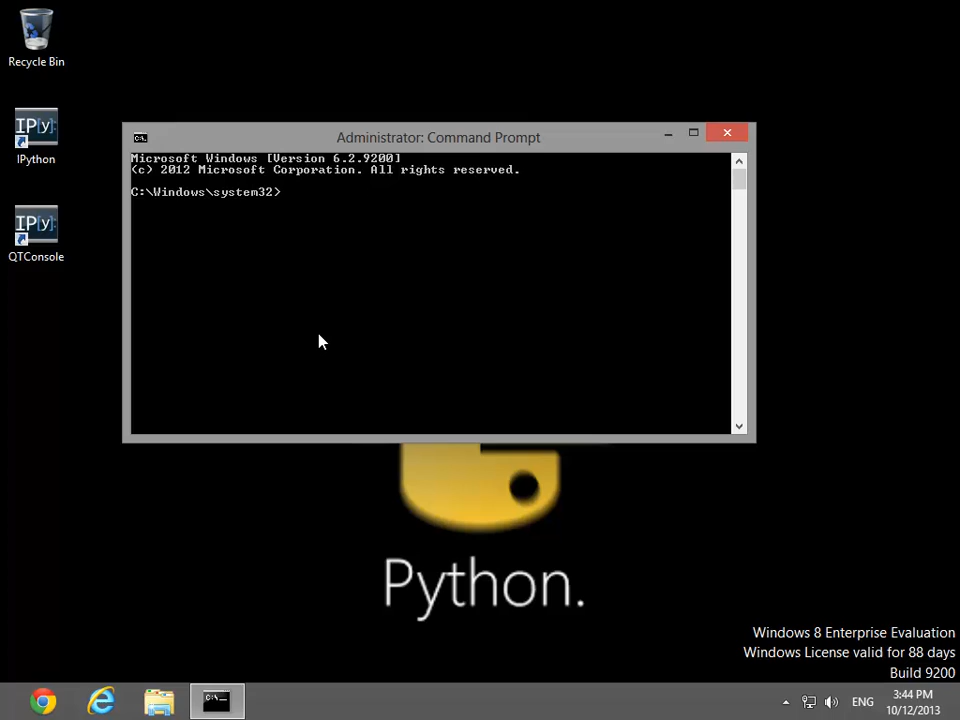 Recycle Bin
IP[y]:
IPython
IP[y]:
QTConsole
C:\.
Administrator: Command Prompt
Microsoft Windows [Version 6.2.9200]
(c) 2012 Microsoft Corporation. All rights reserved.
C:\Windows\system32>
Python.
Windows 8 Enterprise Evaluation
Windows License valid for 88 days
Build 9200
C:\_
ENG
3:44 PM
10/12/2013